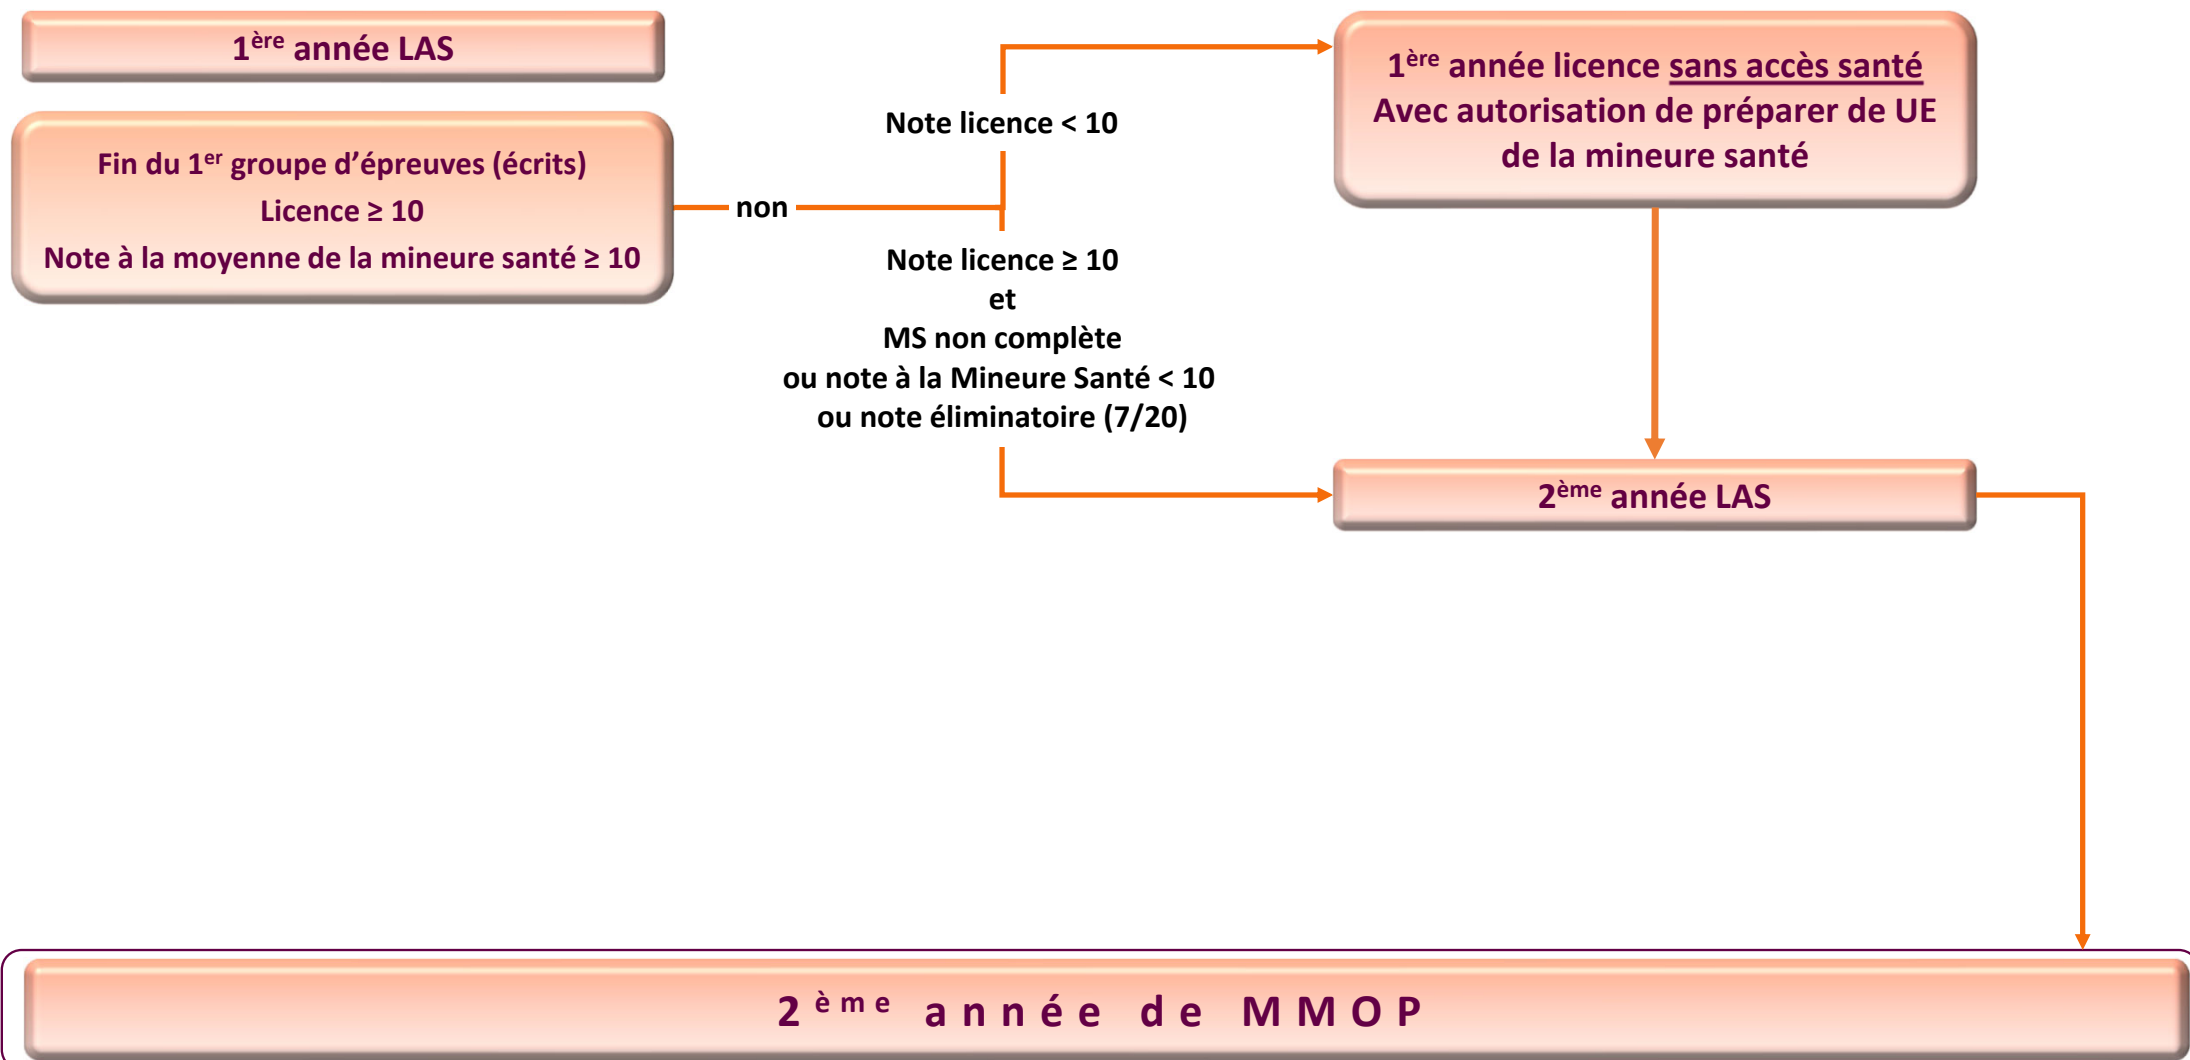 1ère année LAS
Fin du 1er groupe d’épreuves (écrits)
Licence ≥ 10
Note à la moyenne de la mineure santé ≥ 10
non
Note licence < 10
Note licence ≥ 10
et
MS non complète
ou note à la Mineure Santé < 10
ou note éliminatoire (7/20)
1ère année licence sans accès santé
Avec autorisation de préparer de UE
de la mineure santé
2ème année LAS
2ème année de MMOP